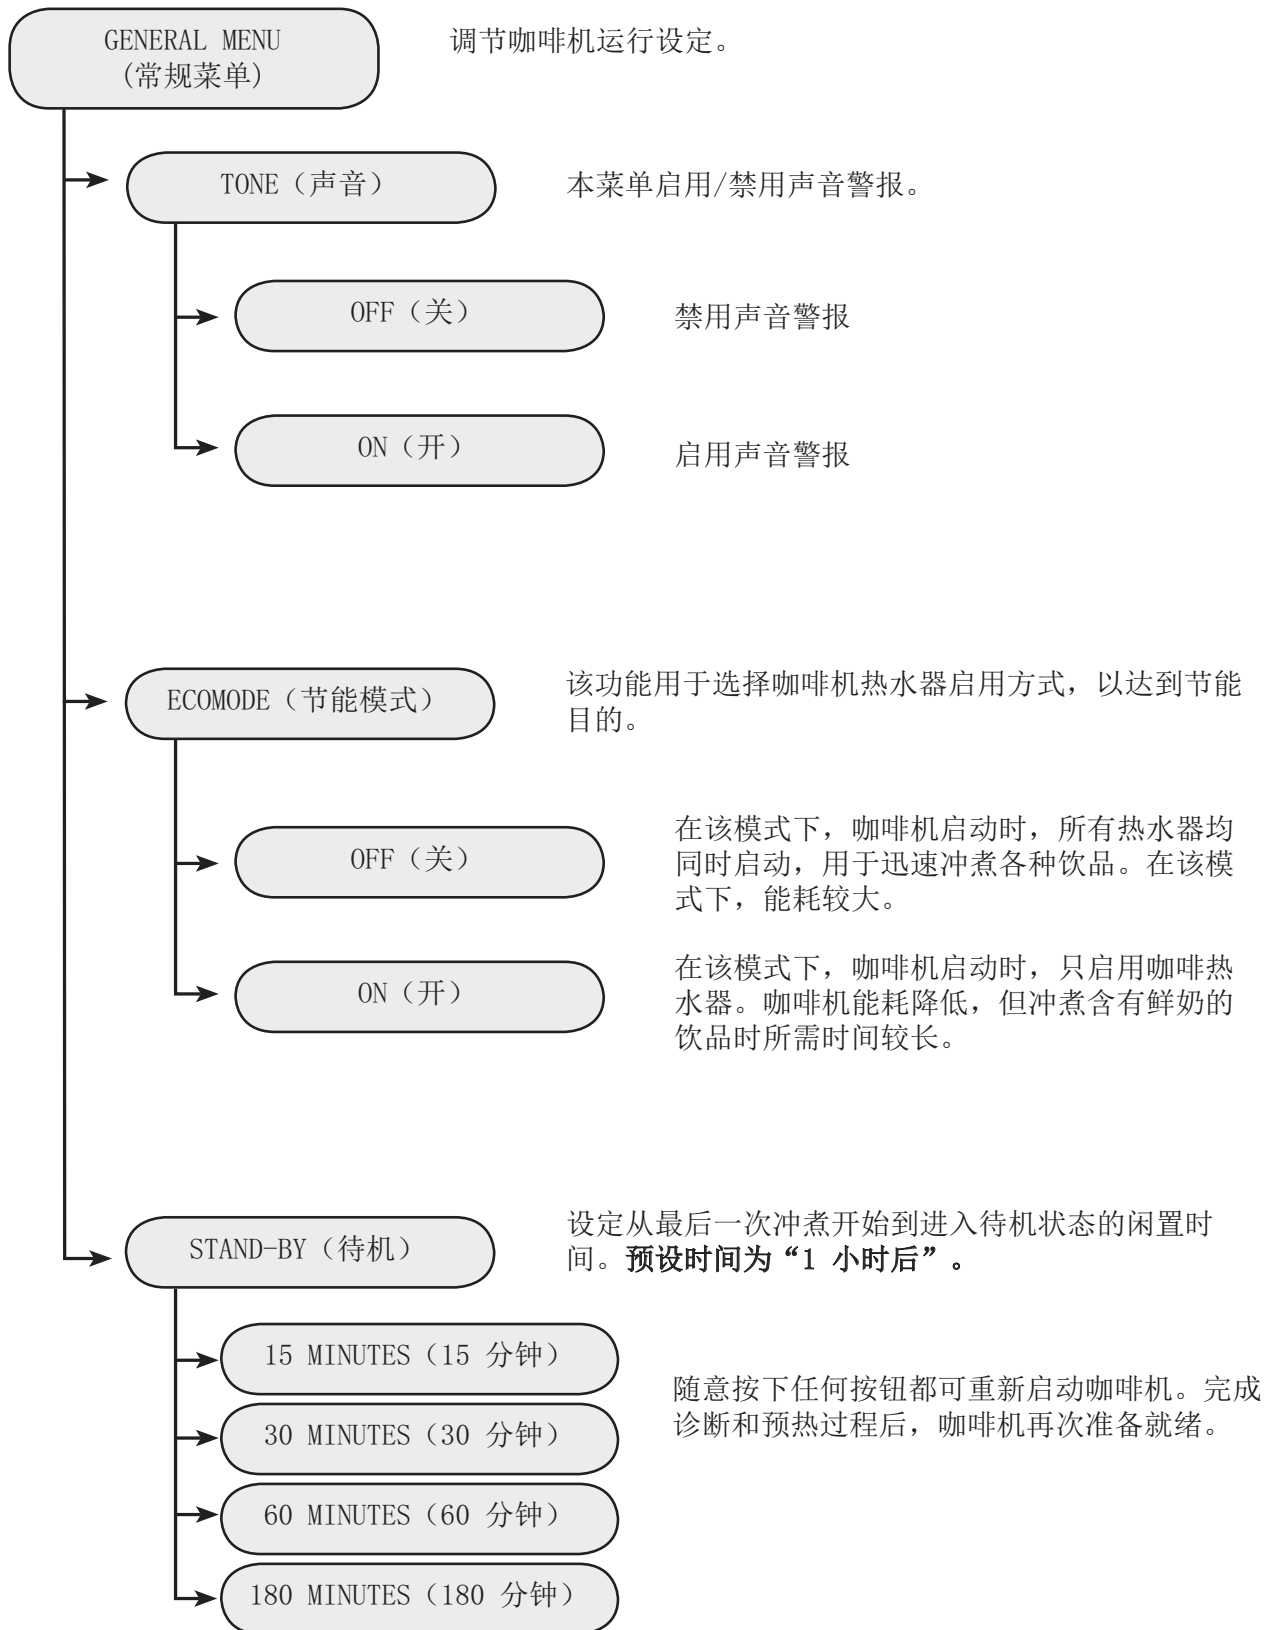 GENERAL MENU
(常规菜单)
调节咖啡机运行设定。
TONE（声音）
本菜单启用/禁用声音警报。
OFF（关）
禁用声音警报
ON（开）
启用声音警报
ECOMODE（节能模式）
该功能用于选择咖啡机热水器启用方式，以达到节能
目的。
OFF（关）
在该模式下，咖啡机启动时，所有热水器均
同时启动，用于迅速冲煮各种饮品。在该模
式下，能耗较大。
ON（开）
在该模式下，咖啡机启动时，只启用咖啡热
水器。咖啡机能耗降低，但冲煮含有鲜奶的
饮品时所需时间较长。
STAND-BY（待机）
设定从最后一次冲煮开始到进入待机状态的闲置时
间。预设时间为“1 小时后”。
15 MINUTES（15 分钟）
30 MINUTES（30 分钟）
60 MINUTES（60 分钟）
180 MINUTES（180 分钟）
随意按下任何按钮都可重新启动咖啡机。完成
诊断和预热过程后，咖啡机再次准备就绪。